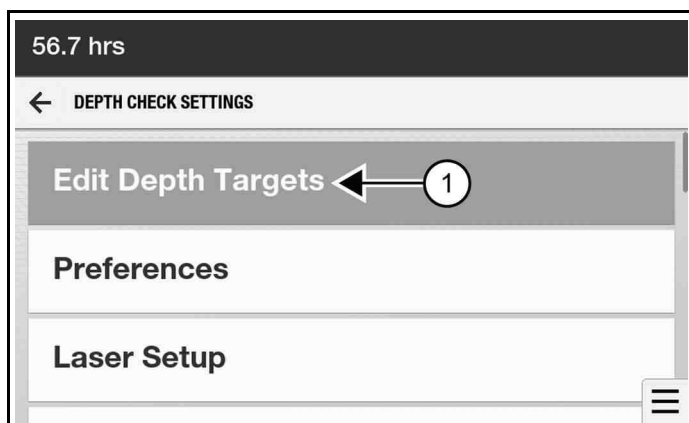 56.7 hrs
DEPTH CHECK SETTINGS
Edit Depth Targets 1
Preferences
Laser Setup